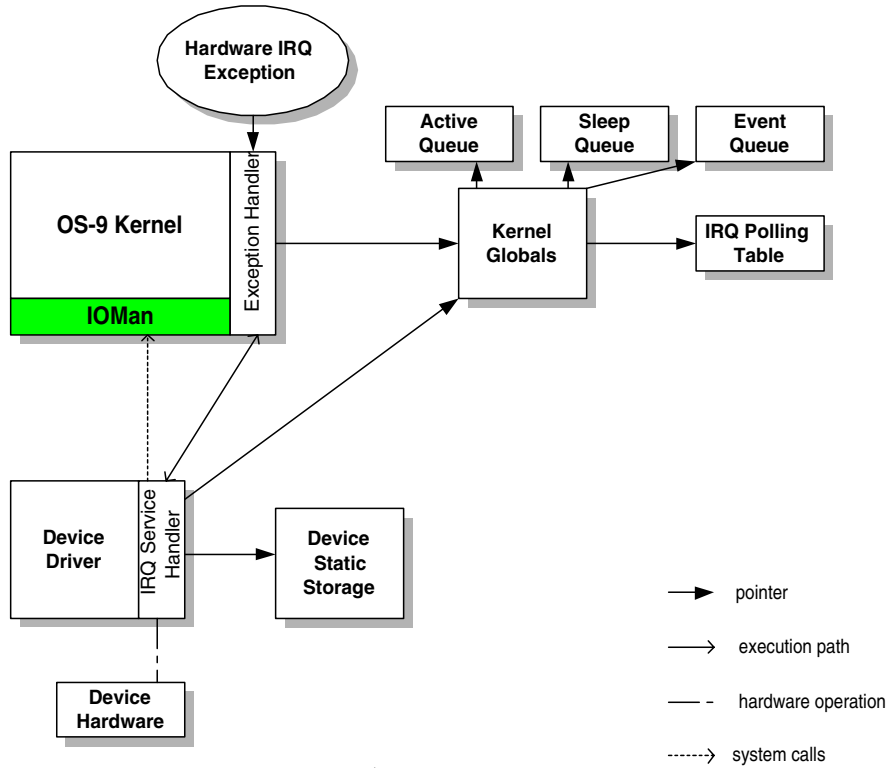 Hardware IRQ
Exception
Active
Queue
Sleep
Queue
Event
Queue
OS-9 Kernel
Exception Handler
Kernel
Globals
IRQ Polling
Table
IOMan
Device
Driver
IRQ Service
Handler
Device
Static
Storage
Device
Hardware
pointer
execution path
hardware operation
system calls